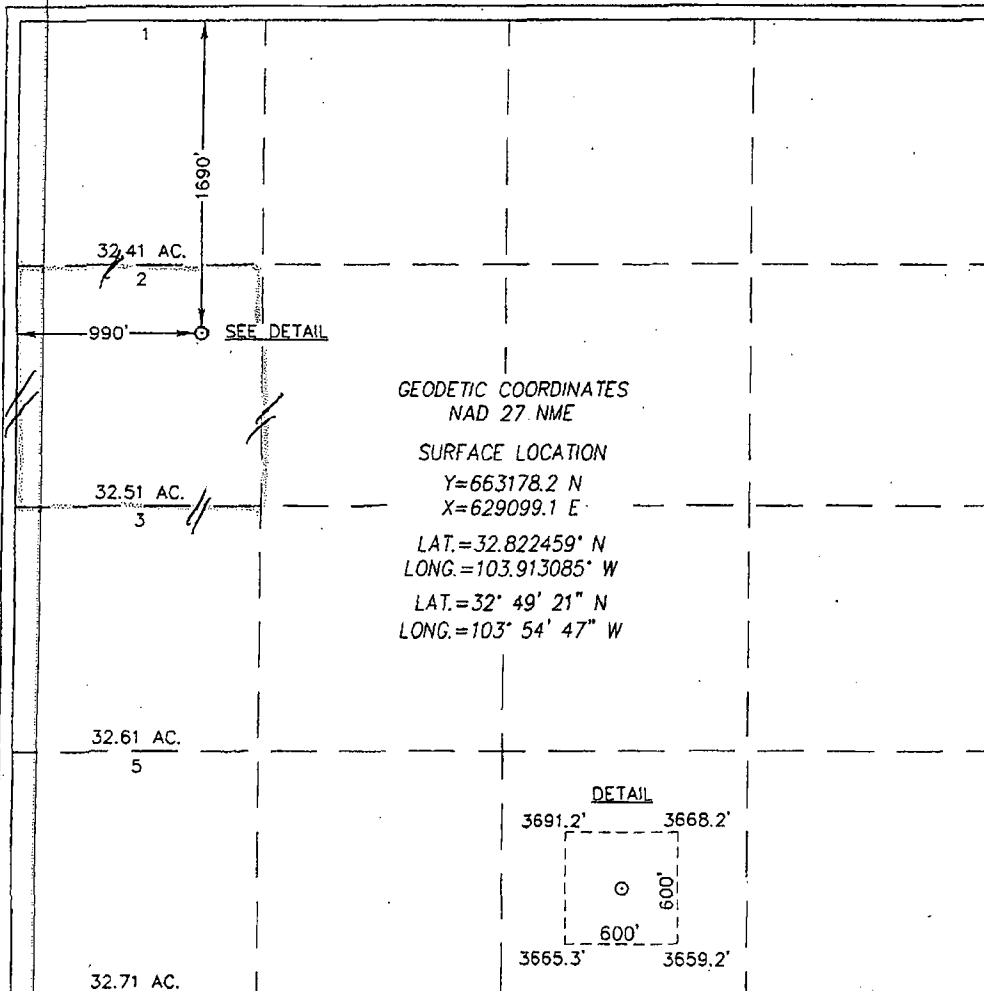 1
1690'
32.41 AC.
2
990'
SEE DETAIL
GEODETIC COORDINATES
NAD 27 NME
SURFACE LOCATION
Y=663178.2 N
X=629099.1 E
LAT.=32.822459° N
LONG.=103.913085° W
LAT.=32° 49' 21" N
LONG.=103° 54' 47" W
32.51 AC.
3
32.61 AC.
5
DETAIL
3691.2' 3668.2'
600'
600'
3665.3' 3659.2'
32.71 AC.